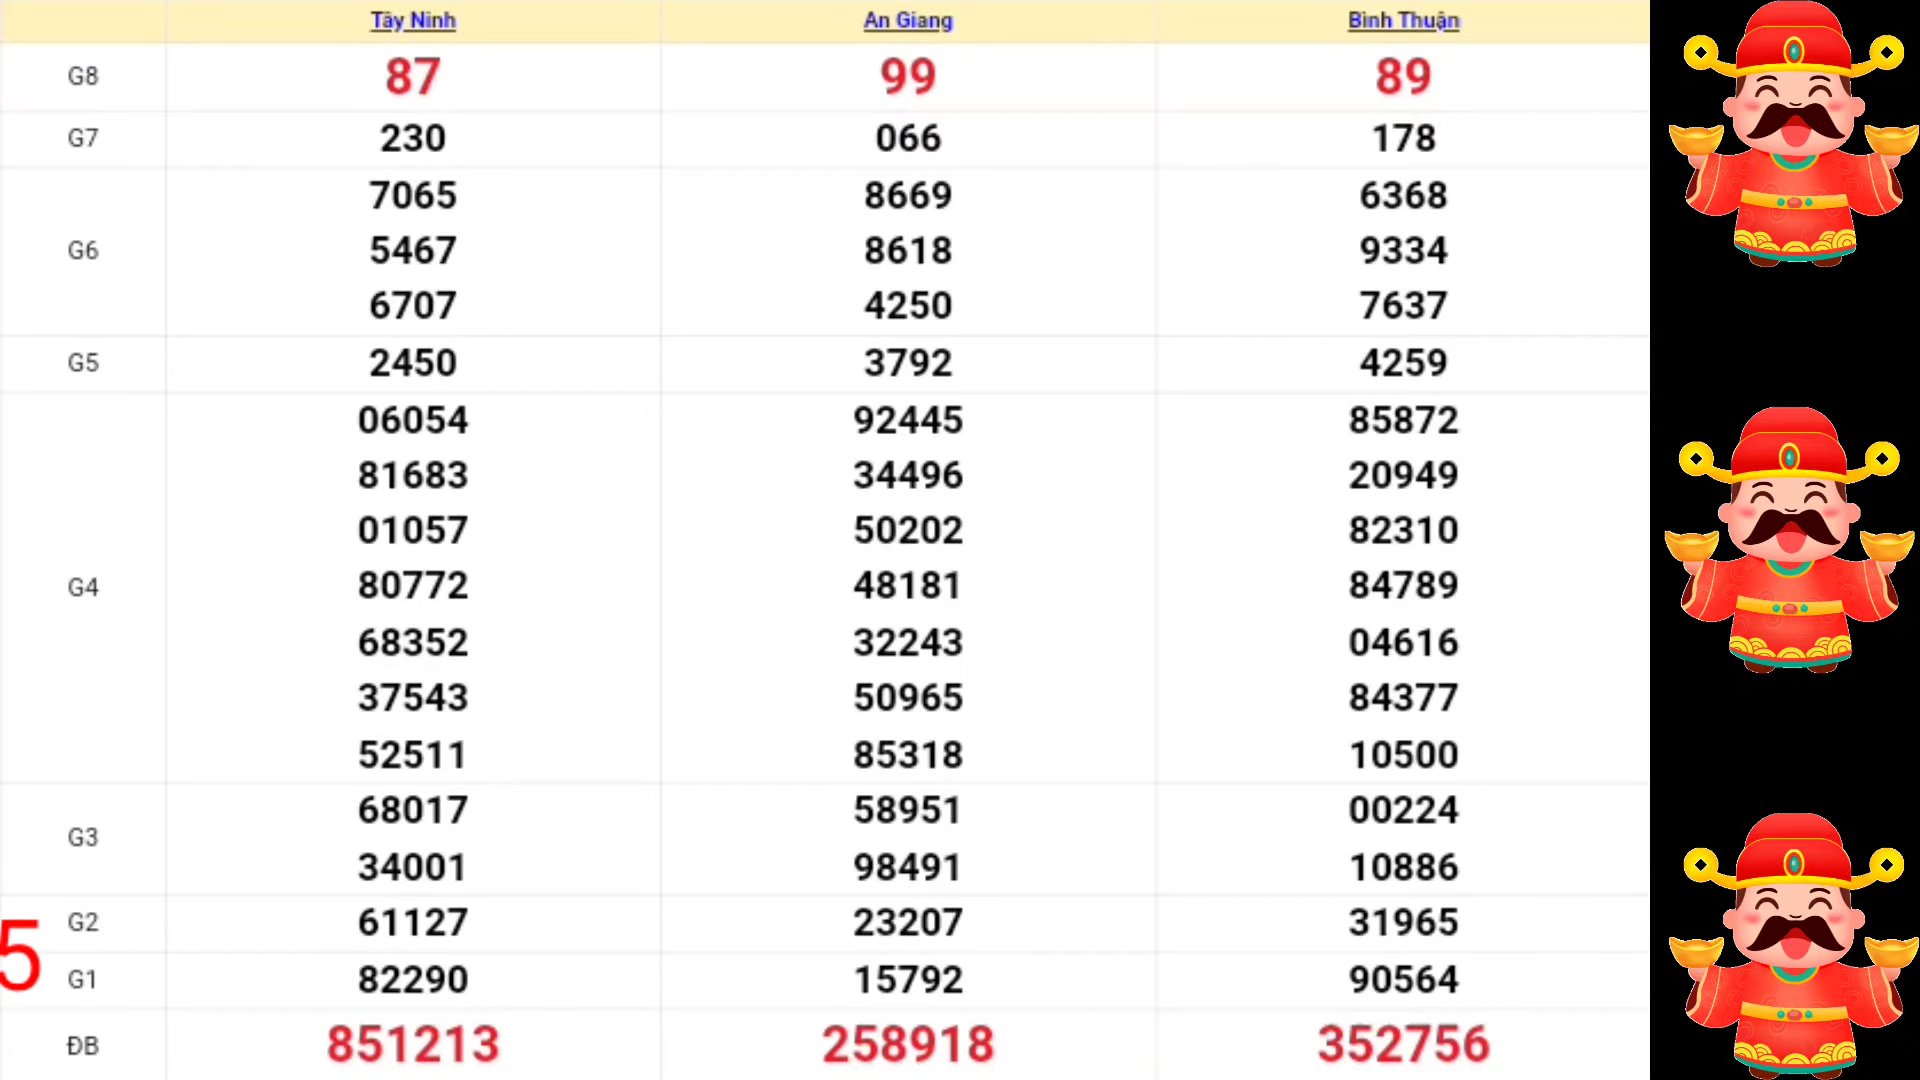 Tây Ninh An Giang Bình Thuận
G8 87 99 89
G7 230 066 178
7065 8669 6368
G6 5467 8618 9334
6707 4250 7637
G5 2450 3792 4259
06054 92445 85872
81683 34496 20949
01057 50202 82310
G4 80772 48181 84789
68352 32243 04616
37543 50965 84377
52511 85318 10500
G3 68017 58951 00224
34001 98491 10886
G2 61127 23207 31965
5
G1 82290 15792 90564
ĐB 851213 258918 352756